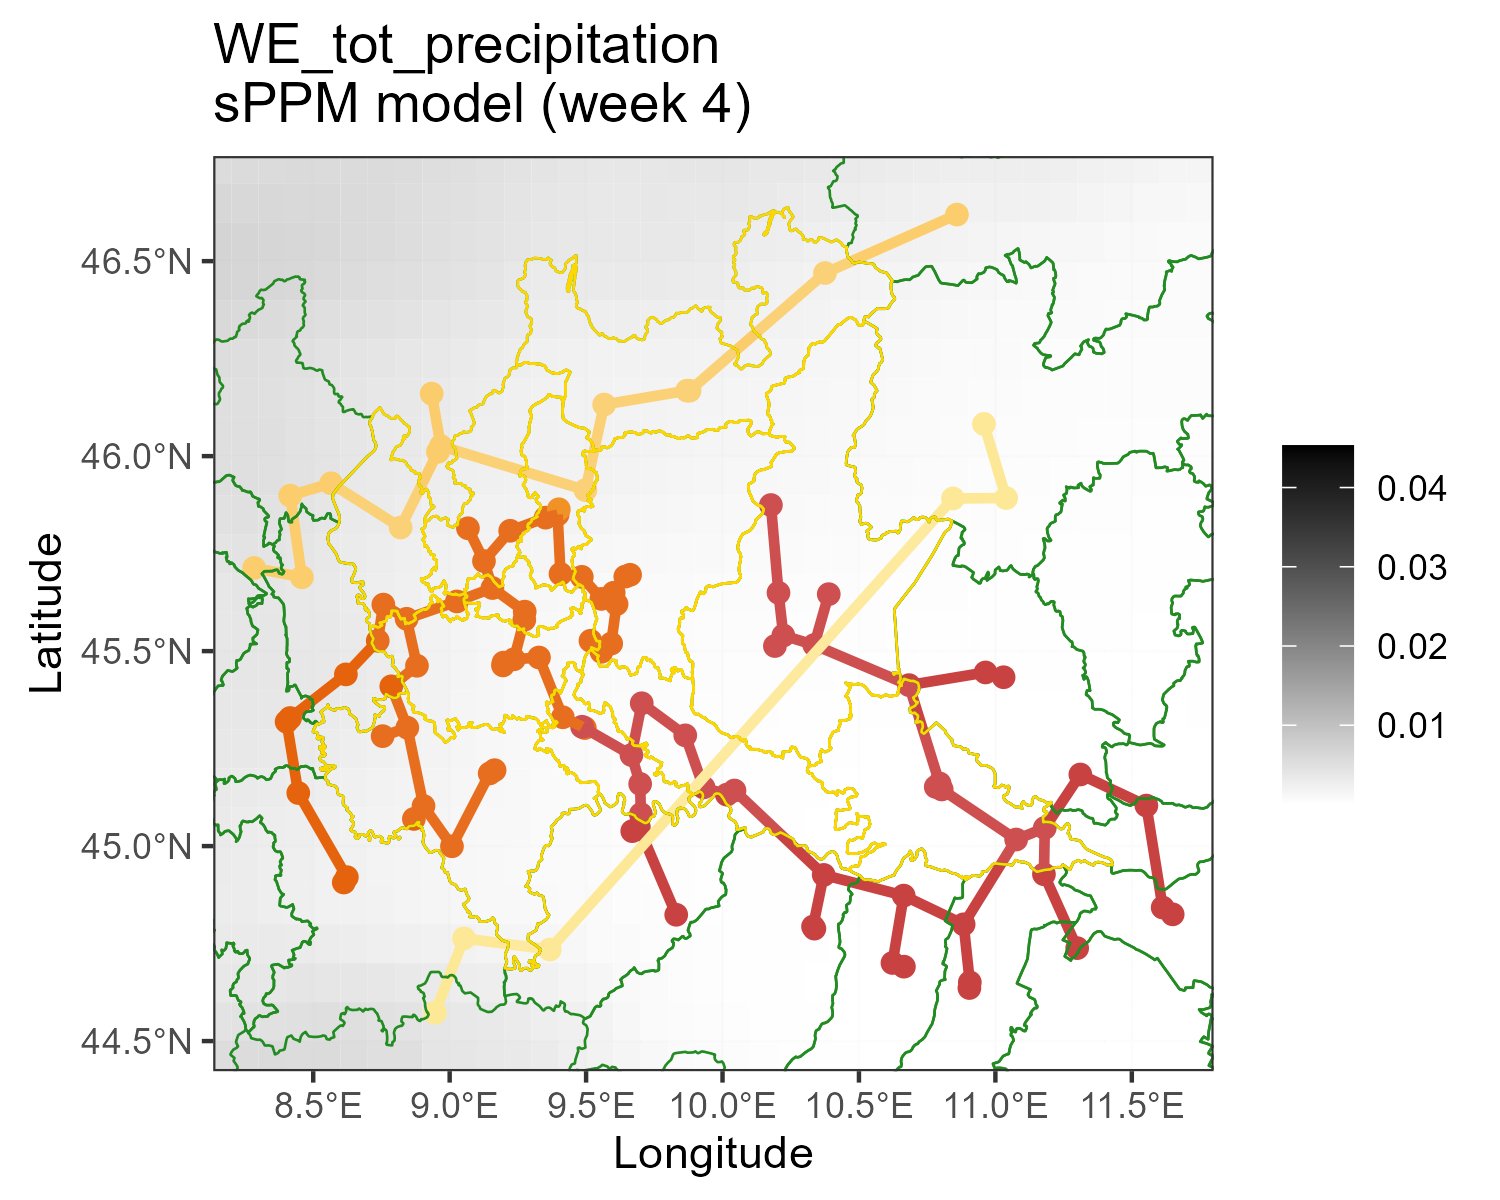 WE_tot_precipitation
sPPM model (week 4)
46.5°N
46.0°N
45.5°N
45.0°N
44.5°N
Latitude
8.5°E 9.0°E 9.5°E 10.0°E 10.5°E 11.0°E 11.5°E
Longitude
0.04
0.03
0.02
0.01